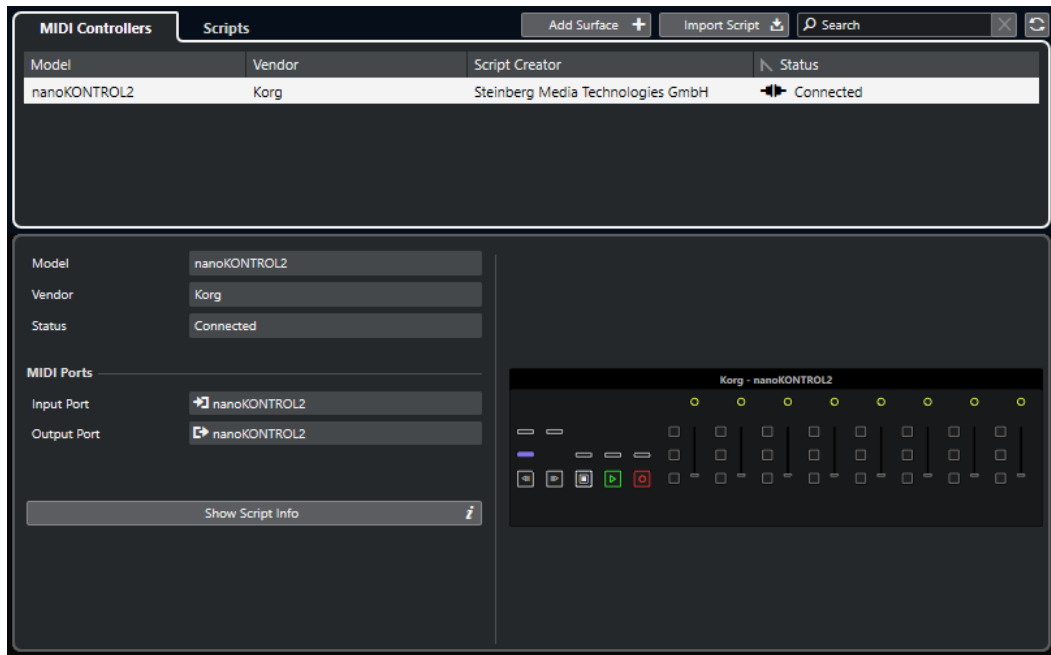 MIDI Controllers Scripts Add Surface Import Script Search
Model Vendor Script Creator Status
nanoKONTROL2 Korg Steinberg Media Technologies GmbH Connected
Model nanoKONTROL2
Vendor Korg
Status Connected
MIDI Ports
Input Port nanoKONTROL2
Output Port nanoKONTROL2
Show Script Info i
Korg - nanoKONTROL2